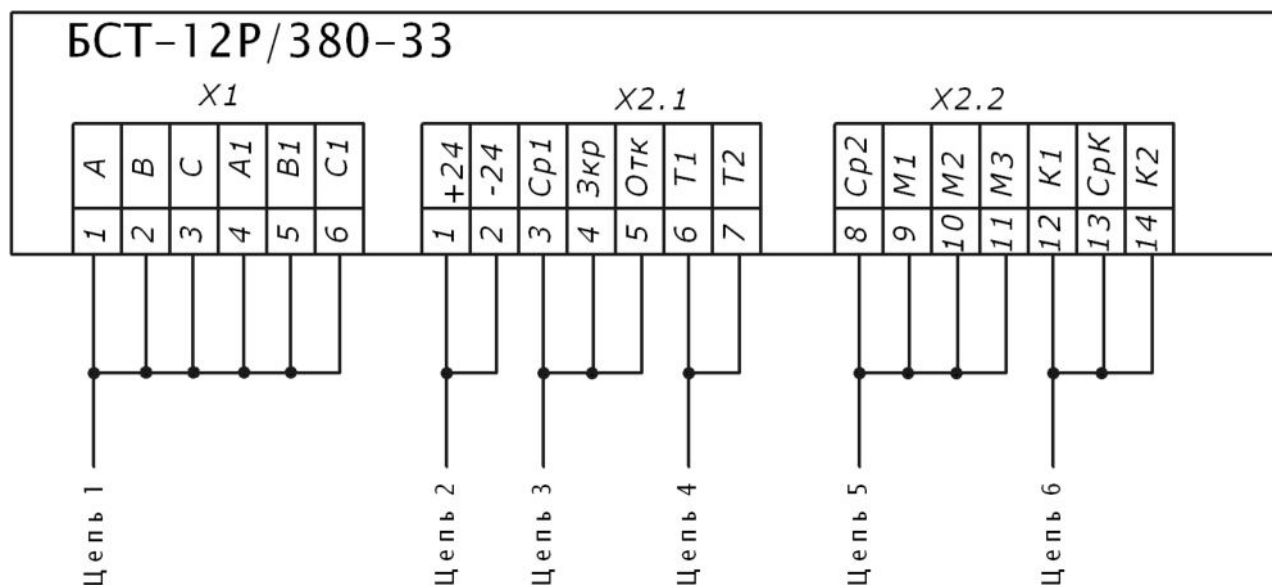 БСТ-12Р/380-33
X1
X2.1
X2.2
A B C A1 B1 C1
1 2 3 4 5 6
+24 -24 Ср1 Зкр Отк Т1 Т2
1 2 3 4 5 6 7
Ср2 М1 М2 М3 К1 СрК К2
8 9 10 11 12 13 14
Цепь 1
Цепь 2
Цепь 3
Цепь 4
Цепь 5
Цепь 6